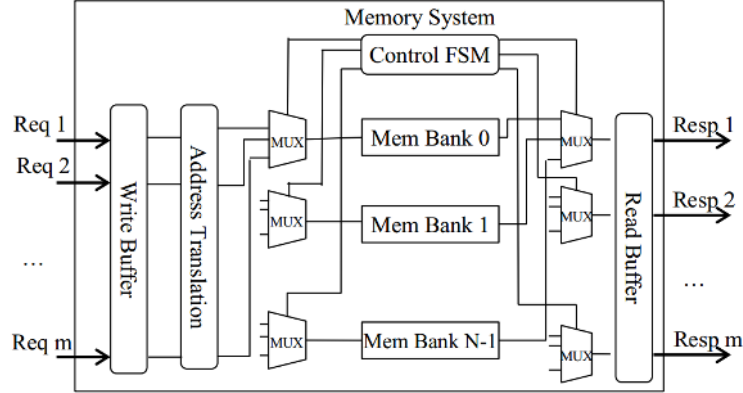 Memory System
Control FSM
Req 1
Req 2
...
Req m
Write Buffer
Address Translation
MUX
MUX
MUX
Mem Bank 0
Mem Bank 1
Mem Bank N-1
MUX
MUX
MUX
Read Buffer
Resp 1
Resp 2
...
Resp m